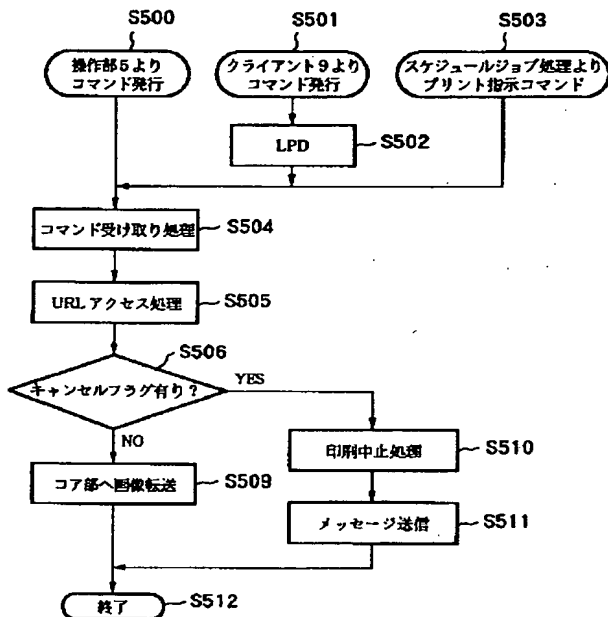 S500
S501
S503
操作部5より
コマンド発行
クライアント9より
コマンド発行
スケジュールジョブ処理より
プリント指示コマンド
LPD
S502
コマンド受け取り処理
S504
URLアクセス処理
S505
S506
キャンセルフラグ有り？
YES
NO
印刷中止処理
S510
コア部へ画像転送
S509
メッセージ送信
S511
終了
S512